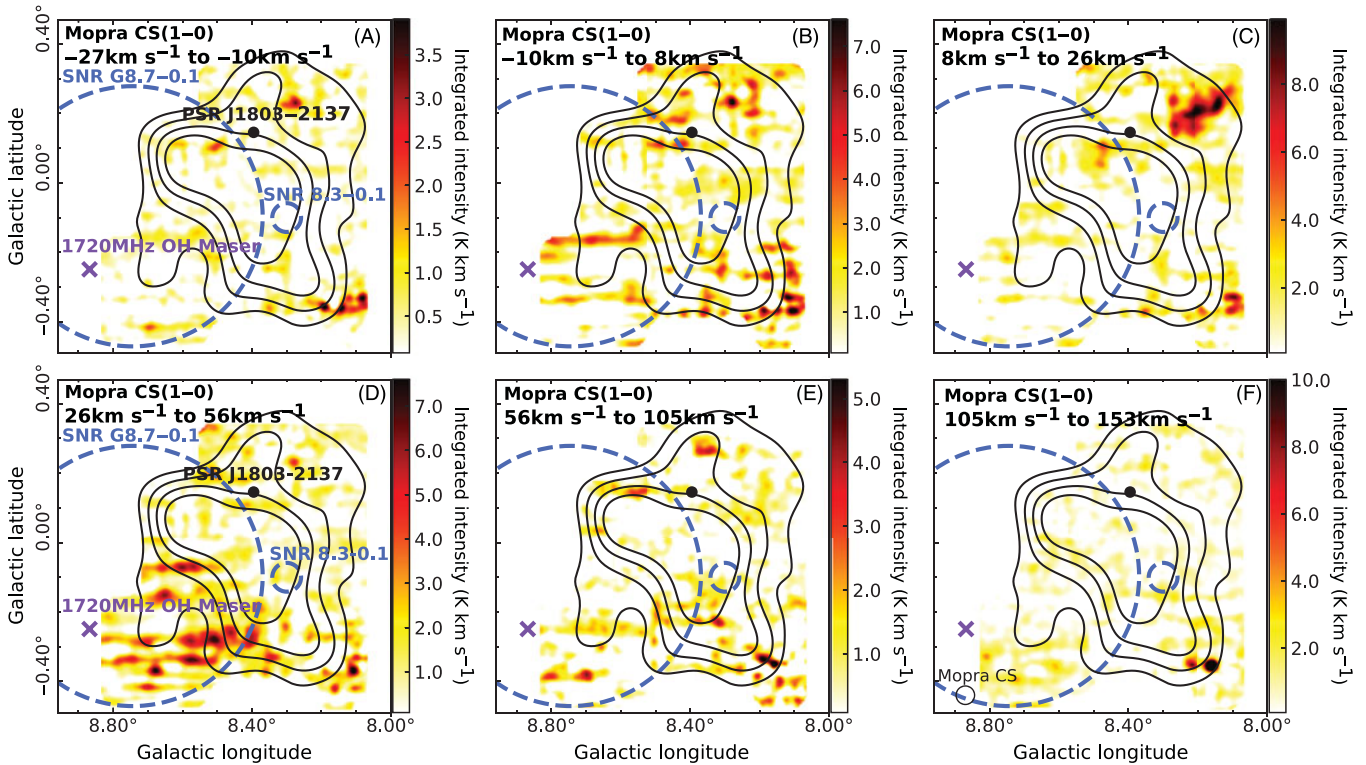 Mopra CS(1–0)
−27km s⁻¹ to −10km s⁻¹
(A)
SNR G8.7–0.1
PSR J1803–2137
SNR 8.3–0.1
1720MHz OH Maser
0.40°
0.00°
−0.40°
Galactic latitude
3.5
3.0
2.5
2.0
1.5
1.0
0.5
Integrated intensity (K km s⁻¹)
Mopra CS(1–0)
−10km s⁻¹ to 8km s⁻¹
(B)
7.0
6.0
5.0
4.0
3.0
2.0
1.0
Integrated intensity (K km s⁻¹)
Mopra CS(1–0)
8km s⁻¹ to 26km s⁻¹
(C)
8.0
6.0
4.0
2.0
Integrated intensity (K km s⁻¹)
Mopra CS(1–0)
26km s⁻¹ to 56km s⁻¹
(D)
SNR G8.7–0.1
PSR J1803-2137
SNR 8.3-0.1
1720MHz OH Maser
0.40°
0.00°
−0.40°
Galactic latitude
8.80
8.40
8.00°
Galactic longitude
7.0
6.0
5.0
4.0
3.0
2.0
1.0
Integrated intensity (K km s⁻¹)
Mopra CS(1–0)
56km s⁻¹ to 105km s⁻¹
(E)
8.80
8.40
8.00°
Galactic longitude
5.0
4.0
3.0
2.0
1.0
Integrated intensity (K km s⁻¹)
Mopra CS(1–0)
105km s⁻¹ to 153km s⁻¹
(F)
Mopra CS
8.80
8.40
8.00°
Galactic longitude
10.0
8.0
6.0
4.0
2.0
Integrated intensity (K km s⁻¹)